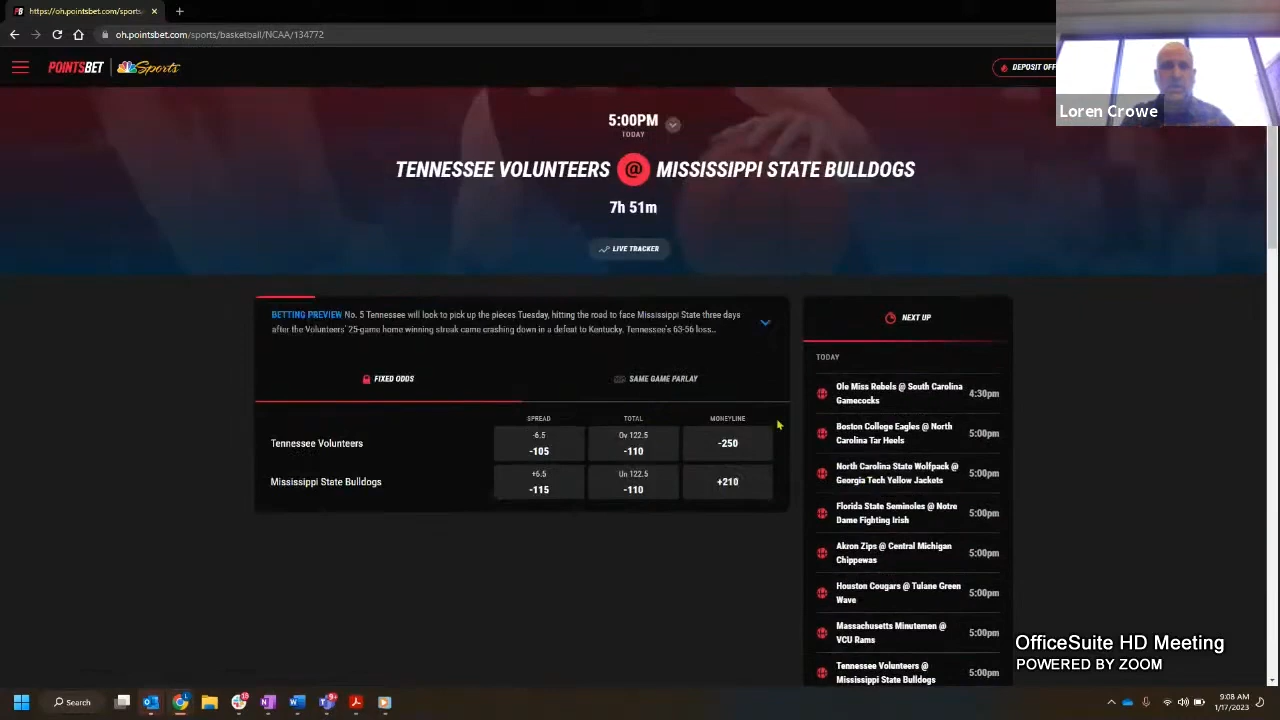 https://oh.pointsbet.com/sports
oh.pointsbet.com/sports/basketball/NCAA/134772
POINTSBET
Sports
DEPOSIT OFF
Loren Crowe
5:00PM
TODAY
TENNESSEE VOLUNTEERS @ MISSISSIPPI STATE BULLDOGS
7h 51m
LIVE TRACKER
BETTING PREVIEW No. 5 Tennessee will look to pick up the pieces Tuesday, hitting the road to face Mississippi State three days
after the Volunteers' 25-game home winning streak came crashing down in a defeat to Kentucky. Tennessee's 63-56 loss...
FIXED ODDS
SAME GAME PARLAY
SPREAD TOTAL MONEYLINE
Tennessee Volunteers
-6.5
-105
Ov 122.5
-110
-250
Mississippi State Bulldogs
+6.5
-115
Un 122.5
-110
+210
NEXT UP
TODAY
Ole Miss Rebels @ South Carolina
Gamecocks
4:30pm
Boston College Eagles @ North
Carolina Tar Heels
5:00pm
North Carolina State Wolfpack @
Georgia Tech Yellow Jackets
5:00pm
Florida State Seminoles @ Notre
Dame Fighting Irish
5:00pm
Akron Zips @ Central Michigan
Chippewas
5:00pm
Houston Cougars @ Tulane Green
Wave
5:00pm
Massachusetts Minutemen @
VCU Rams
5:00pm
Tennessee Volunteers @
Mississippi State Bulldogs
5:00pm
OfficeSuite HD Meeting
POWERED BY ZOOM
Search
9:08 AM
1/17/2023